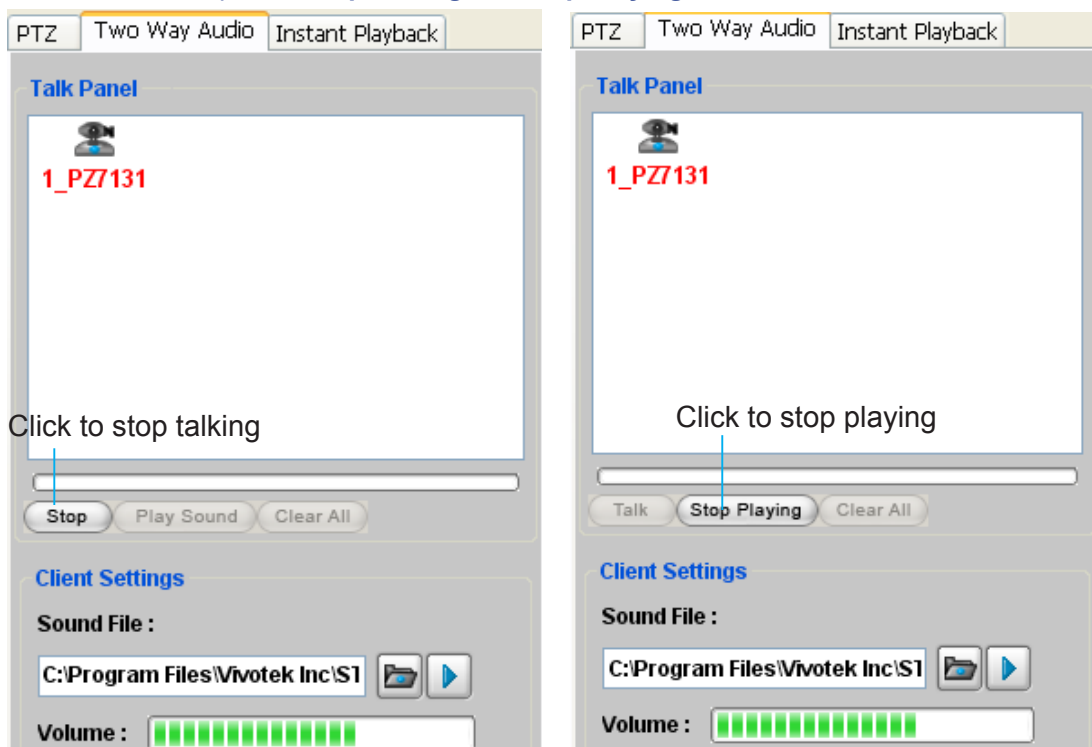 PTZ Two Way Audio Instant Playback
Talk Panel
1_PZ7131
Click to stop talking
Stop Play Sound Clear All
Client Settings
Sound File :
C:\Program Files\Vivotek Inc\ST
Volume :
PTZ Two Way Audio Instant Playback
Talk Panel
1_PZ7131
Click to stop playing
Talk Stop Playing Clear All
Client Settings
Sound File :
C:\Program Files\Vivotek Inc\ST
Volume :